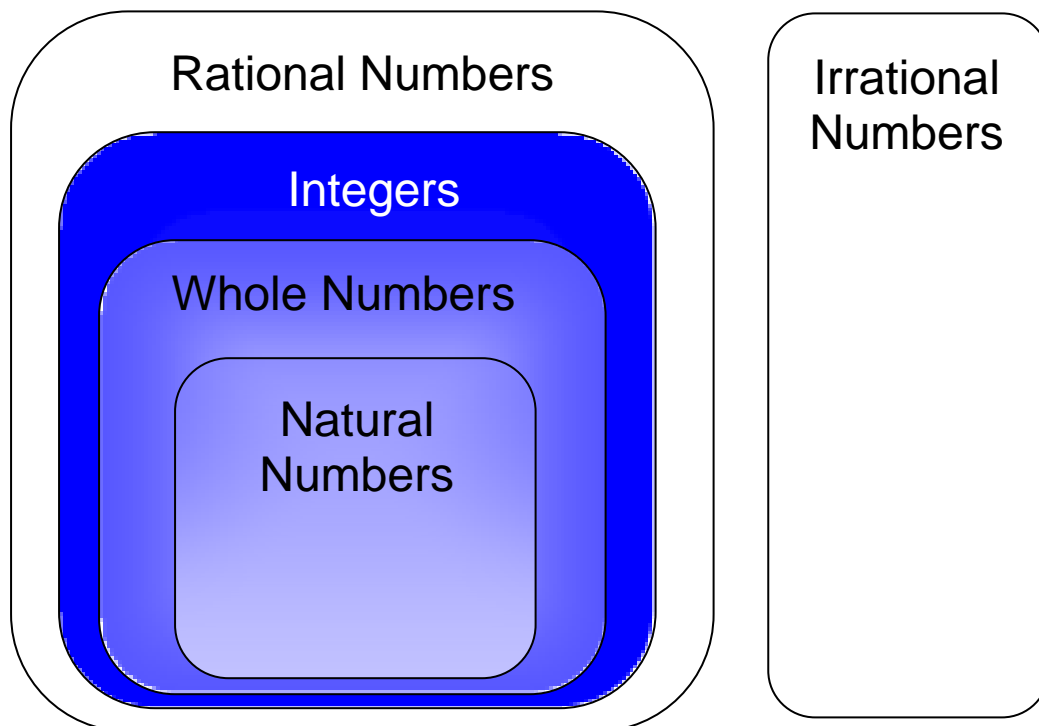 Rational Numbers
Integers
Whole Numbers
Natural
Numbers
Irrational
Numbers